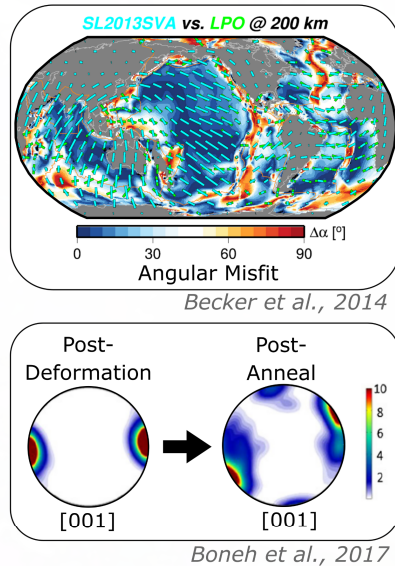 SL2013SVA vs. LPO @ 200 km
Δα [°]
0 30 60 90
Angular Misfit
Becker et al., 2014
Post- Post-
Deformation Anneal
10
8
6
4
2
[001] [001]
Boneh et al., 2017